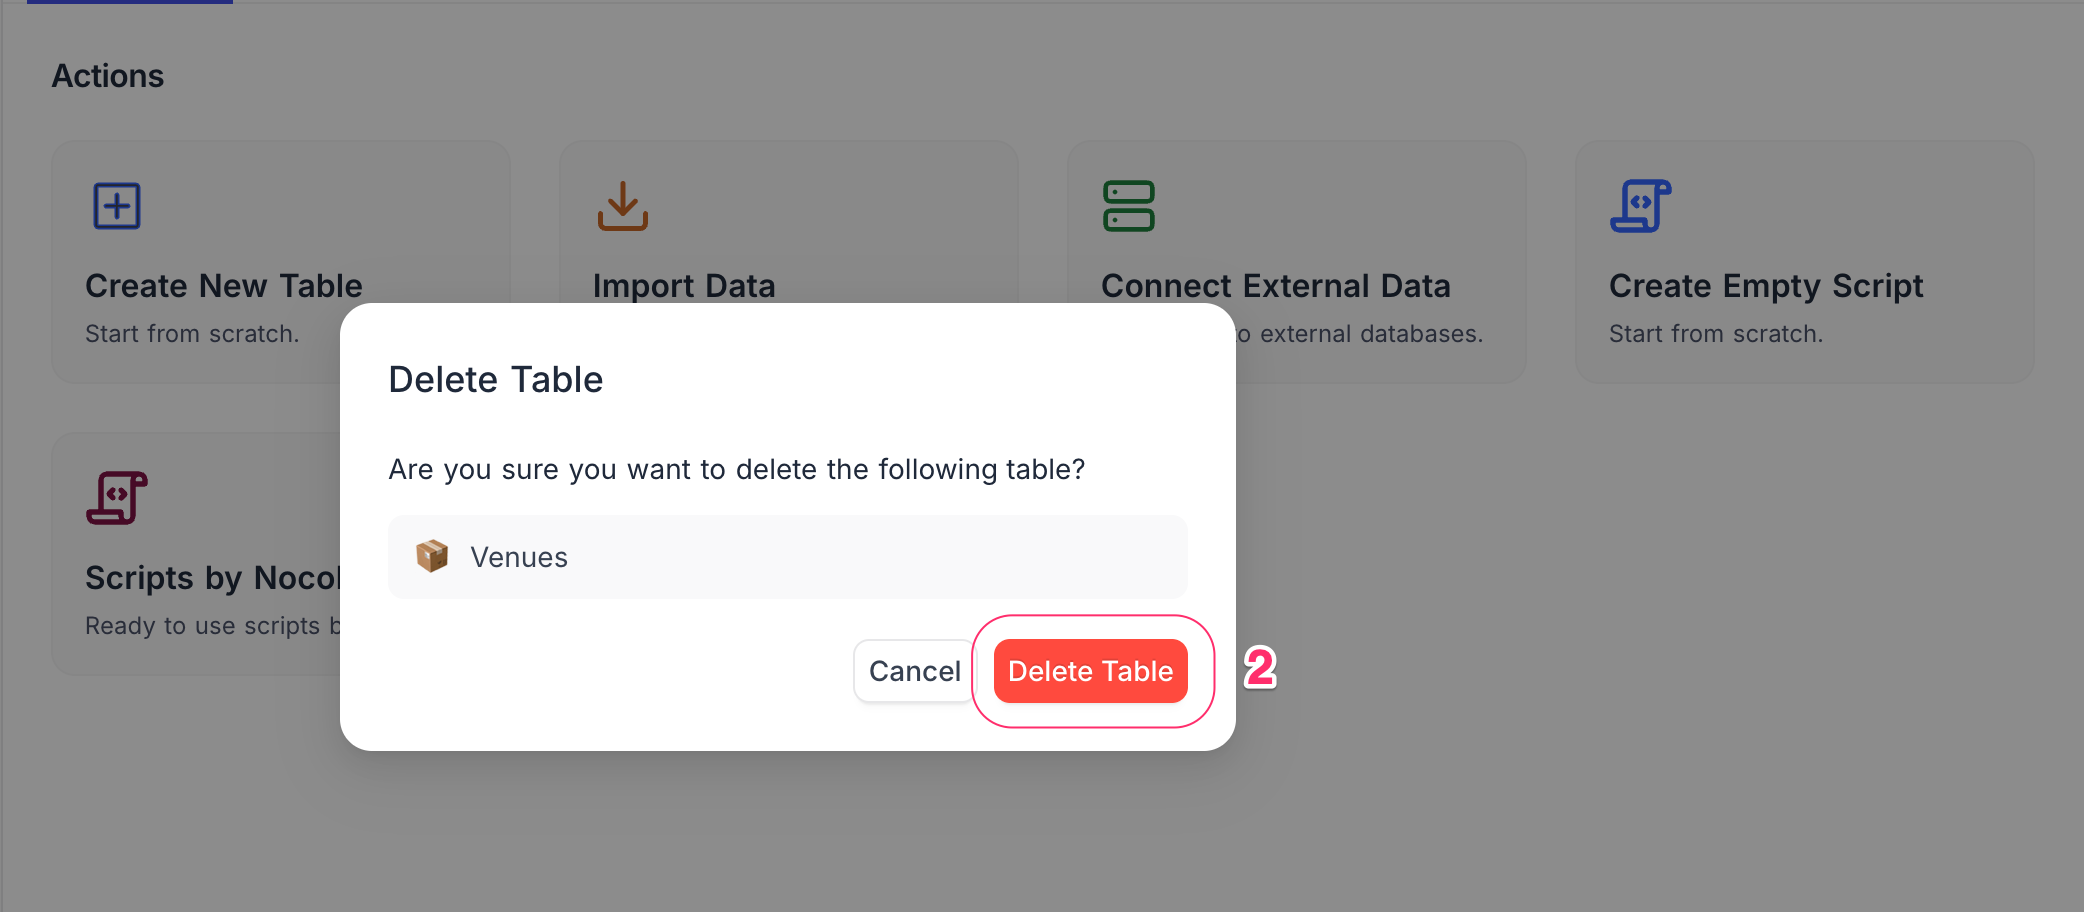 Actions
Create New Table
Start from scratch.
Import Data
Connect External Data
external databases.
Create Empty Script
Start from scratch.
Scripts by
Ready to use scripts
Delete Table
Are you sure you want to delete the following table?
Venues
Cancel
Delete Table
2